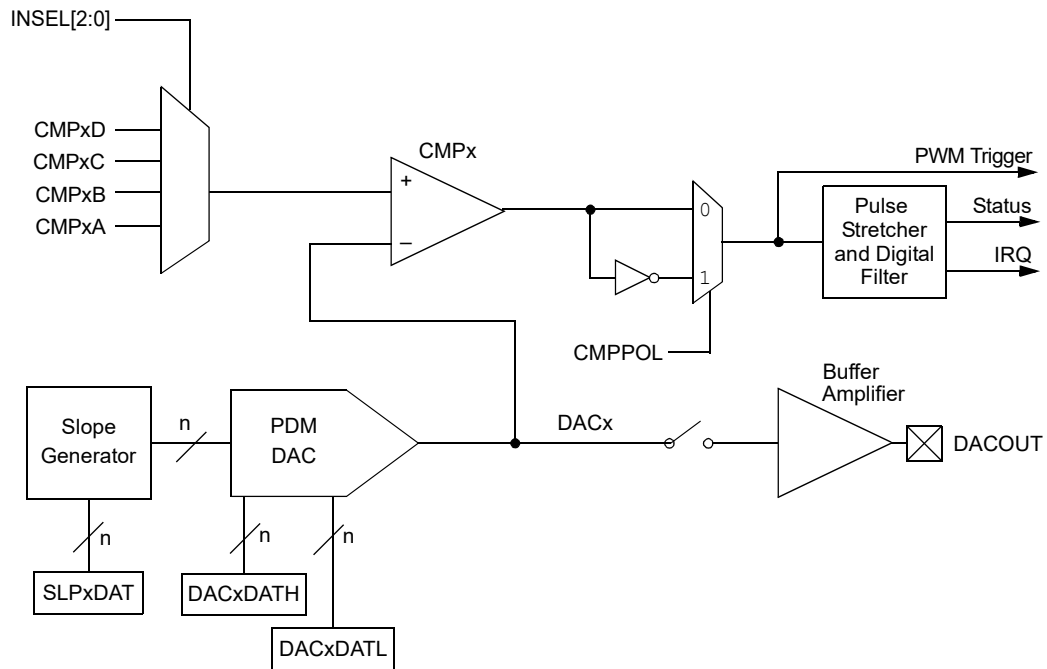 INSEL[2:0]
CMPxD
CMPxC
CMPxB
CMPxA
CMPx
+
–
0
1
CMPPOL
PWM Trigger
Pulse
Stretcher
and Digital
Filter
Status
IRQ
Slope
Generator
n
PDM
DAC
DACx
Buffer
Amplifier
DACOUT
n
n
n
SLPxDAT
DACxDATH
DACxDATL